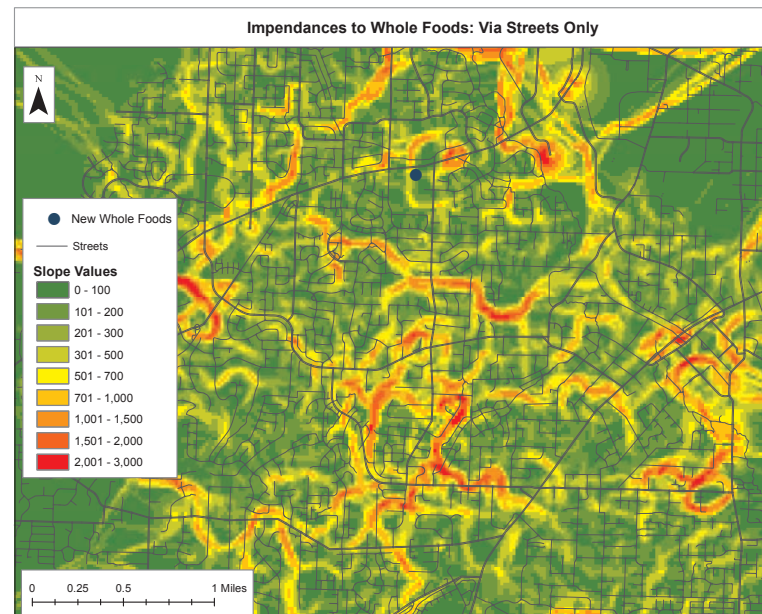 Impendances to Whole Foods: Via Streets Only
N
New Whole Foods
Streets
Slope Values
0 - 100
101 - 200
201 - 300
301 - 500
501 - 700
701 - 1,000
1,001 - 1,500
1,501 - 2,000
2,001 - 3,000
0 0.25 0.5 1 Miles